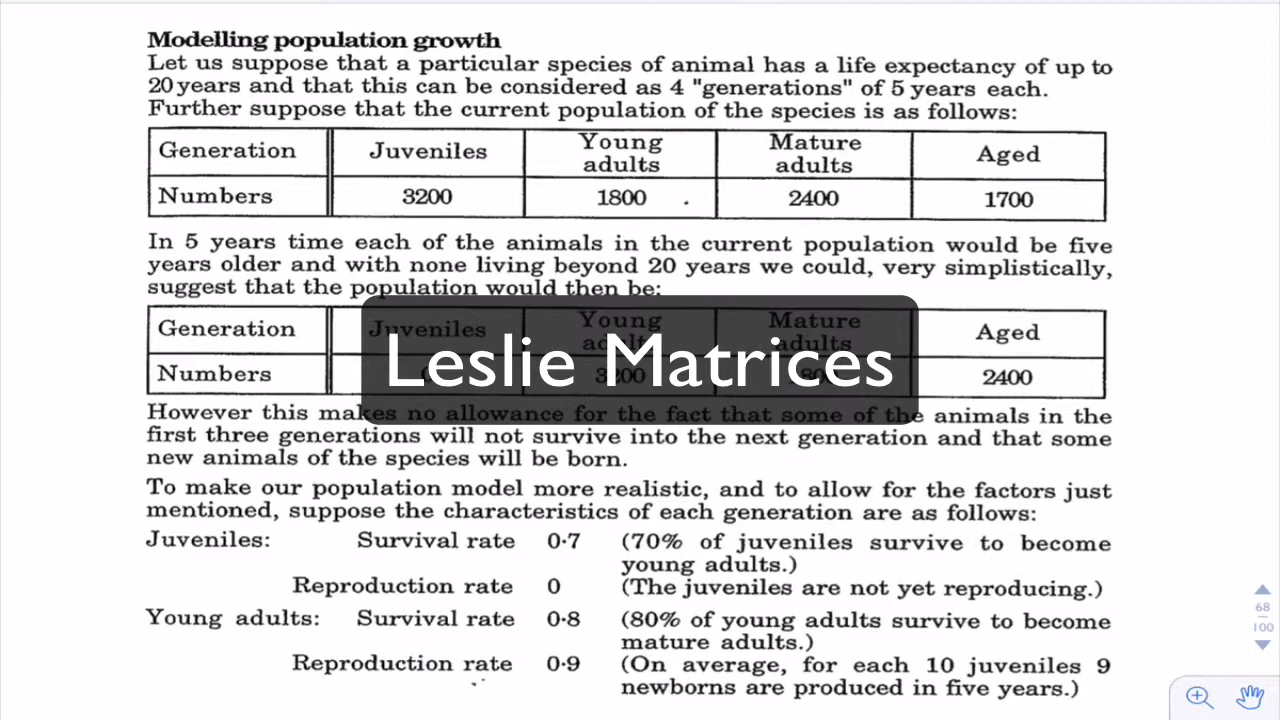 Modelling population growth
Let us suppose that a particular species of animal has a life expectancy of up to
20 years and that this can be considered as 4 "generations" of 5 years each.
Further suppose that the current population of the species is as follows:
Generation Juveniles Young adults Mature adults Aged
Numbers 3200 1800 2400 1700
In 5 years time each of the animals in the current population would be five
years older and with none living beyond 20 years we could, very simplistically,
suggest that the population would then be:
Generation Juveniles Young adults Mature adults Aged
Numbers 0 3200 1800 2400
Leslie Matrices
However this makes no allowance for the fact that some of the animals in the
first three generations will not survive into the next generation and that some
new animals of the species will be born.
To make our population model more realistic, and to allow for the factors just
mentioned, suppose the characteristics of each generation are as follows:
Juveniles: Survival rate 0·7 (70% of juveniles survive to become
young adults.)
Reproduction rate 0 (The juveniles are not yet reproducing.)
Young adults: Survival rate 0·8 (80% of young adults survive to become
mature adults.)
Reproduction rate 0·9 (On average, for each 10 juveniles 9
newborns are produced in five years.)
68
100